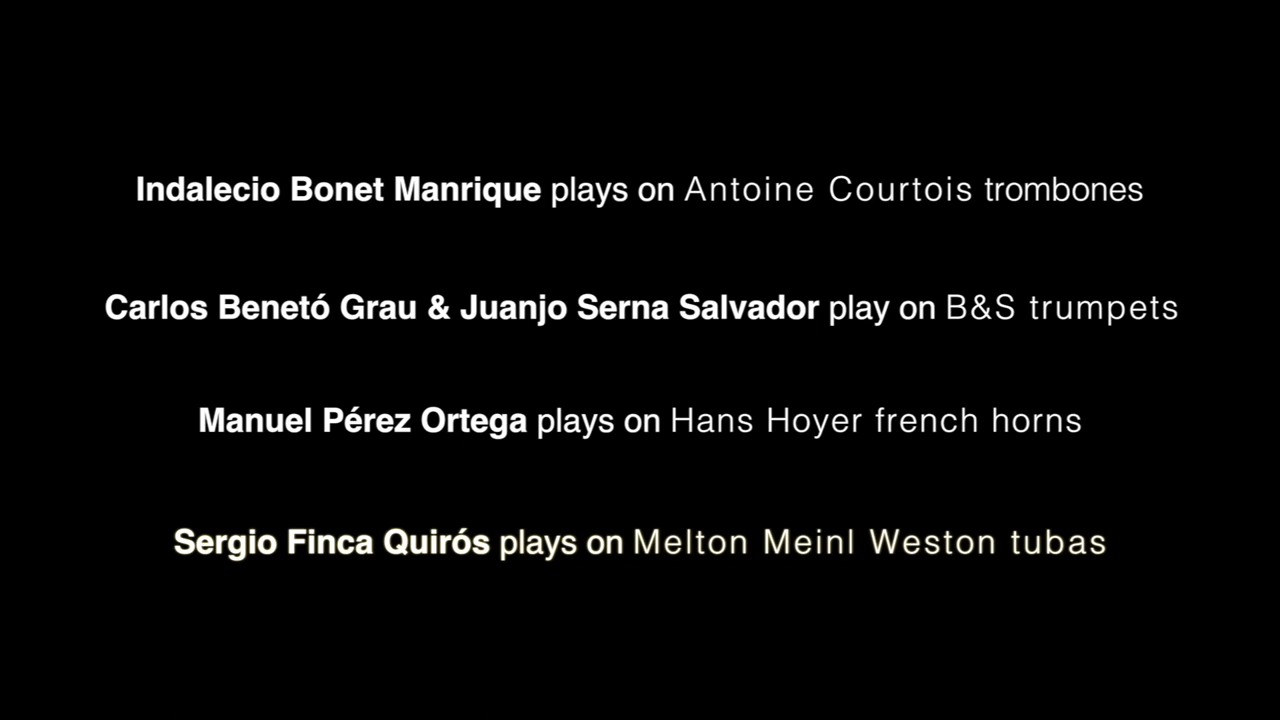 Indalecio Bonet Manrique plays on Antoine Courtois trombones
Carlos Benetó Grau & Juanjo Serna Salvador play on B&S trumpets
Manuel Pérez Ortega plays on Hans Hoyer french horns
Sergio Finca Quirós plays on Melton Meinl Weston tubas